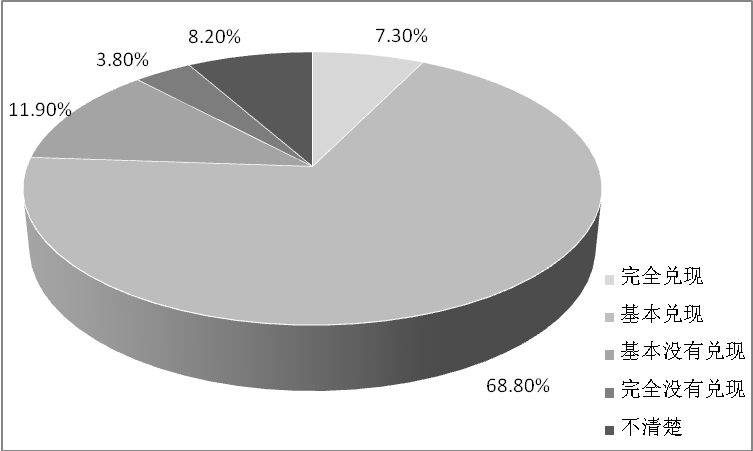 8.20%
7.30%
3.80%
11.90%
68.80%
完全兑现
基本兑现
基本没有兑现
完全没有兑现
不清楚